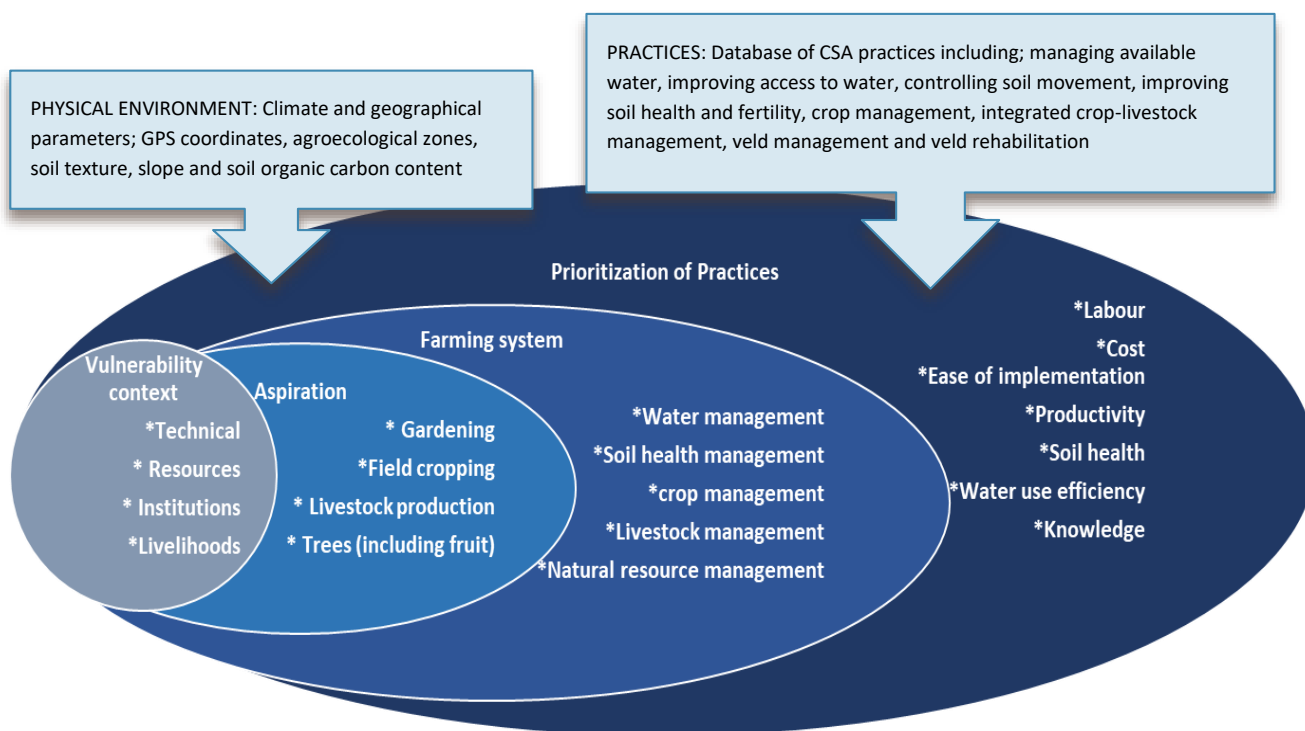 PHYSICAL ENVIRONMENT: Climate and geographical
parameters; GPS coordinates, agroecological zones,
soil texture, slope and soil organic carbon content
PRACTICES: Database of CSA practices including; managing available
water, improving access to water, controlling soil movement, improving
soil health and fertility, crop management, integrated crop-livestock
management, veld management and veld rehabilitation
Prioritization of Practices
*Labour
*Cost
*Ease of implementation
*Productivity
*Soil health
*Water use efficiency
*Knowledge
Farming system
*Water management
*Soil health management
*crop management
*Livestock management
*Natural resource management
Aspiration
* Gardening
*Field cropping
* Livestock production
* Trees (including fruit)
Vulnerability
context
*Technical
* Resources
* Institutions
*Livelihoods